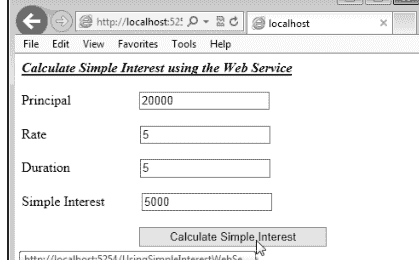 http://localhost:525
localhost
File Edit View Favorites Tools Help
Calculate Simple Interest using the Web Service
Principal 20000
Rate 5
Duration 5
Simple Interest 5000
Calculate Simple Interest
http://localhost:5254/UsingSimpleInterestWebSe...